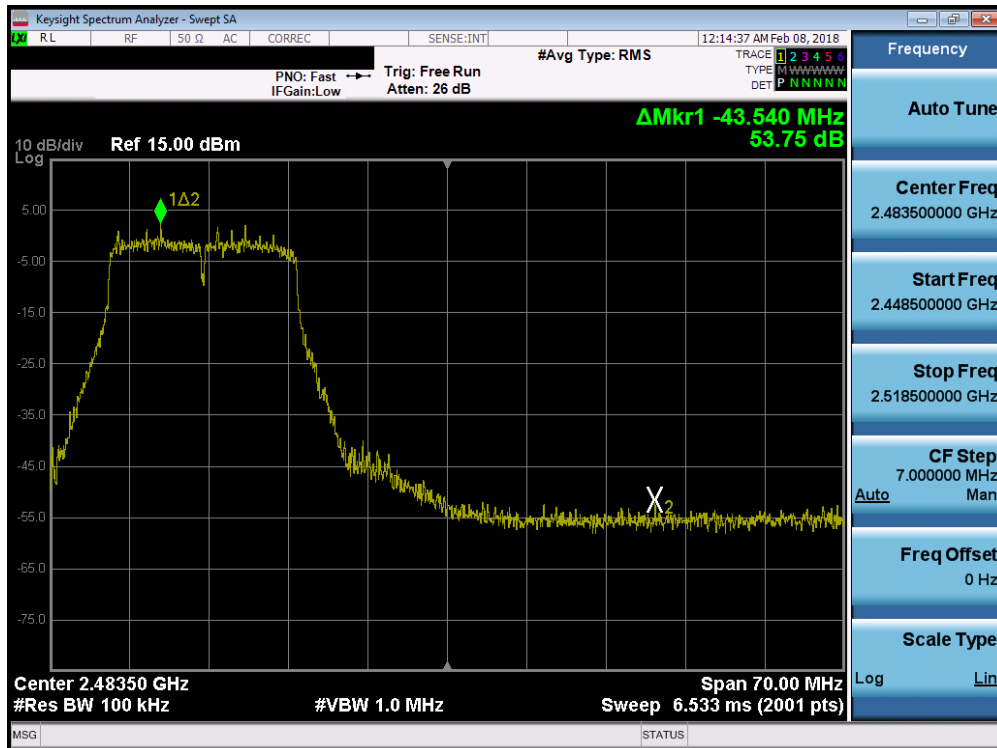 Keysight Spectrum Analyzer - Swept SA
LXI RL RF 50 Ω AC CORREC SENSE:INT 12:14:37 AM Feb 08, 2018
Frequency
#Avg Type: RMS
TRACE 1 2 3 4 5 6
PNO: Fast Trig: Free Run
TYPE M WWWWW
IFGain:Low Atten: 26 dB
DET P N N N N N
Auto Tune
ΔMkr1 -43.540 MHz
53.75 dB
10 dB/div Ref 15.00 dBm
Log
1Δ2
5.00
-5.00
-15.0
-25.0
-35.0
-45.0
-55.0
-65.0
-75.0
X2
Center Freq
2.483500000 GHz
Start Freq
2.448500000 GHz
Stop Freq
2.518500000 GHz
CF Step
7.000000 MHz
Auto Man
Freq Offset
0 Hz
Scale Type
Log Lin
Center 2.48350 GHz Span 70.00 MHz
#Res BW 100 kHz #VBW 1.0 MHz Sweep 6.533 ms (2001 pts)
MSG STATUS